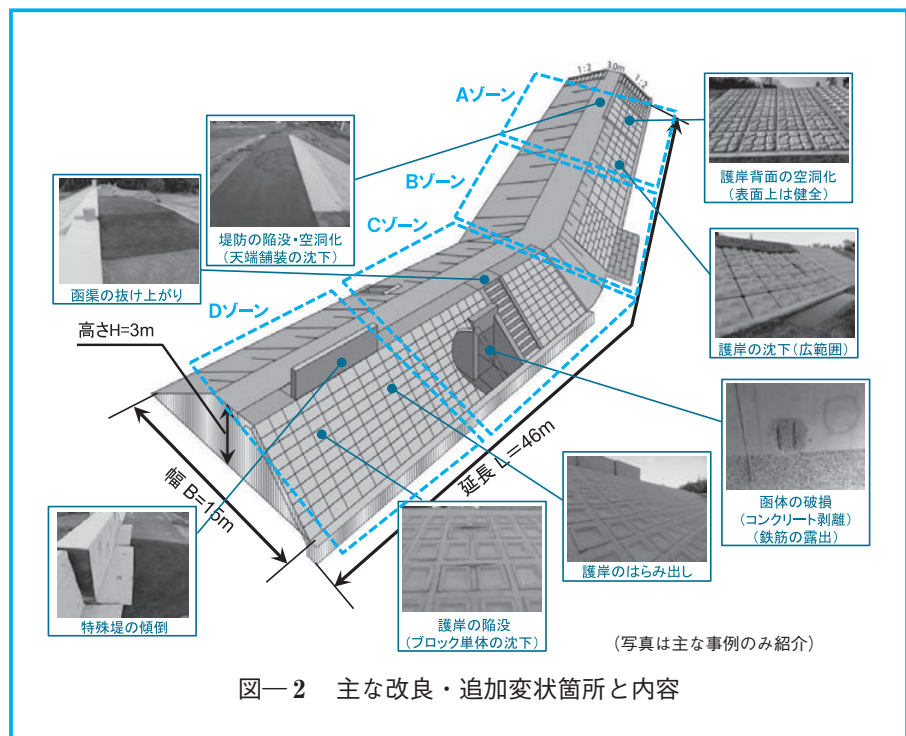 1:2
3.0m
1:2
Aゾーン
Bゾーン
Cゾーン
Dゾーン
護岸背面の空洞化
(表面上は健全)
堤防の陥没・空洞化
(天端舗装の沈下)
函渠の抜け上がり
高さH=3m
護岸の沈下(広範囲)
延長 L=46m
幅 B=15m
函体の破損
(コンクリート剥離)
(鉄筋の露出)
護岸のはらみ出し
特殊堤の傾倒
護岸の陥没
(ブロック単体の沈下)
(写真は主な事例のみ紹介)
図—2 主な改良・追加変状箇所と内容